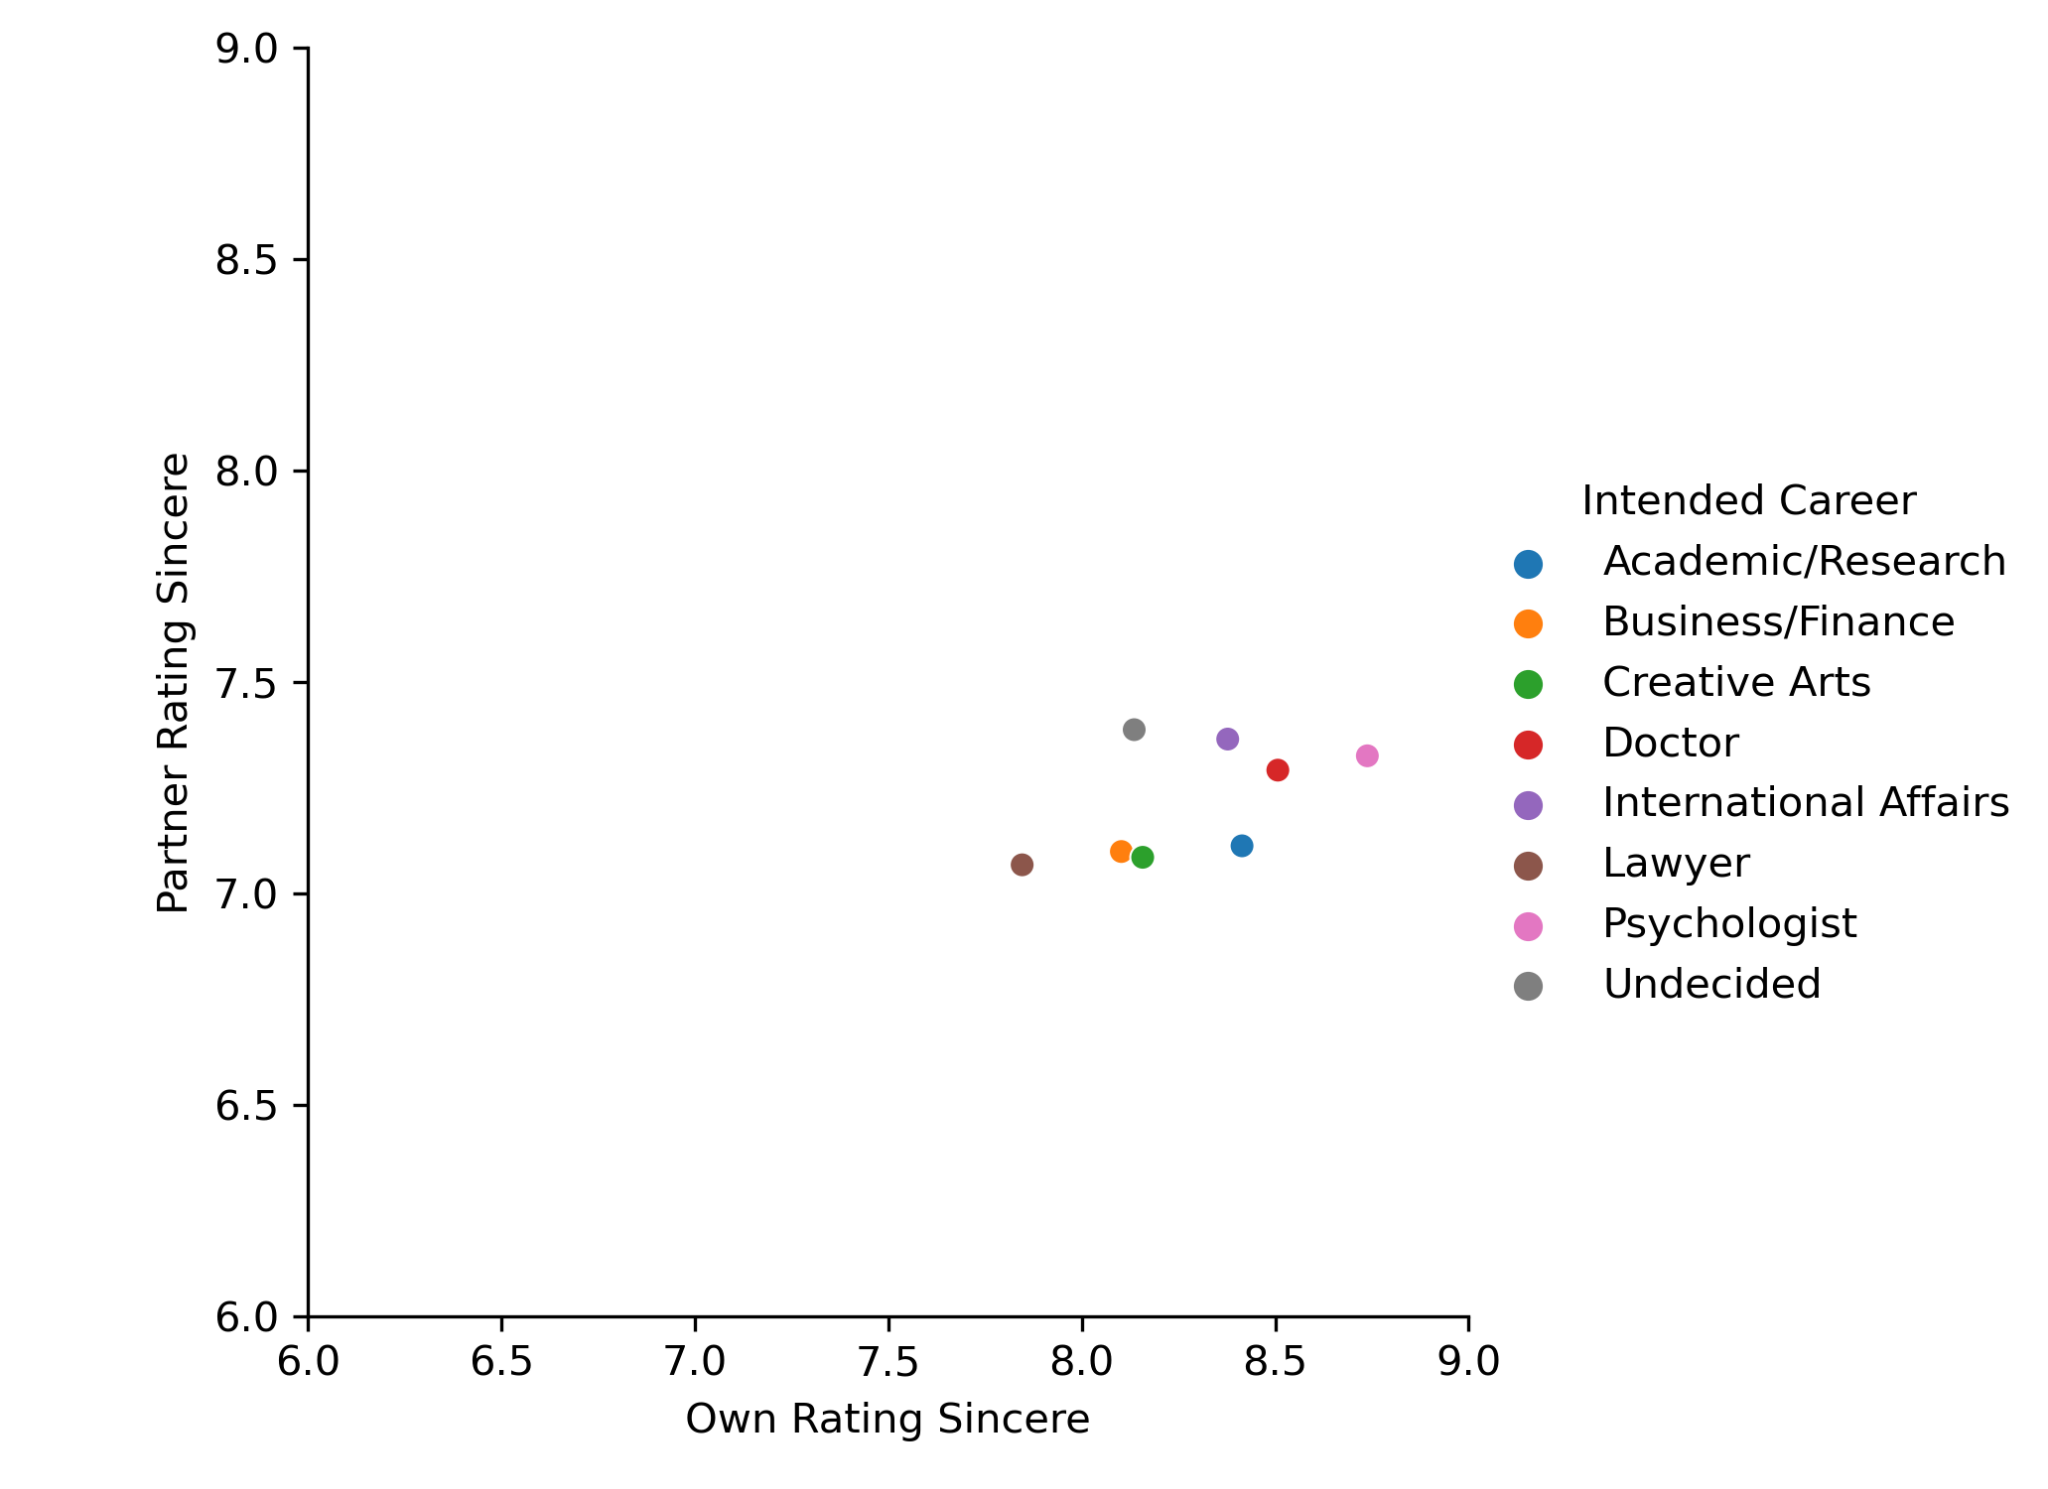 9.0
8.5
8.0
7.5
7.0
6.5
6.0
Partner Rating Sincere
6.0 6.5 7.0 7.5 8.0 8.5 9.0
Own Rating Sincere
Intended Career
Academic/Research
Business/Finance
Creative Arts
Doctor
International Affairs
Lawyer
Psychologist
Undecided